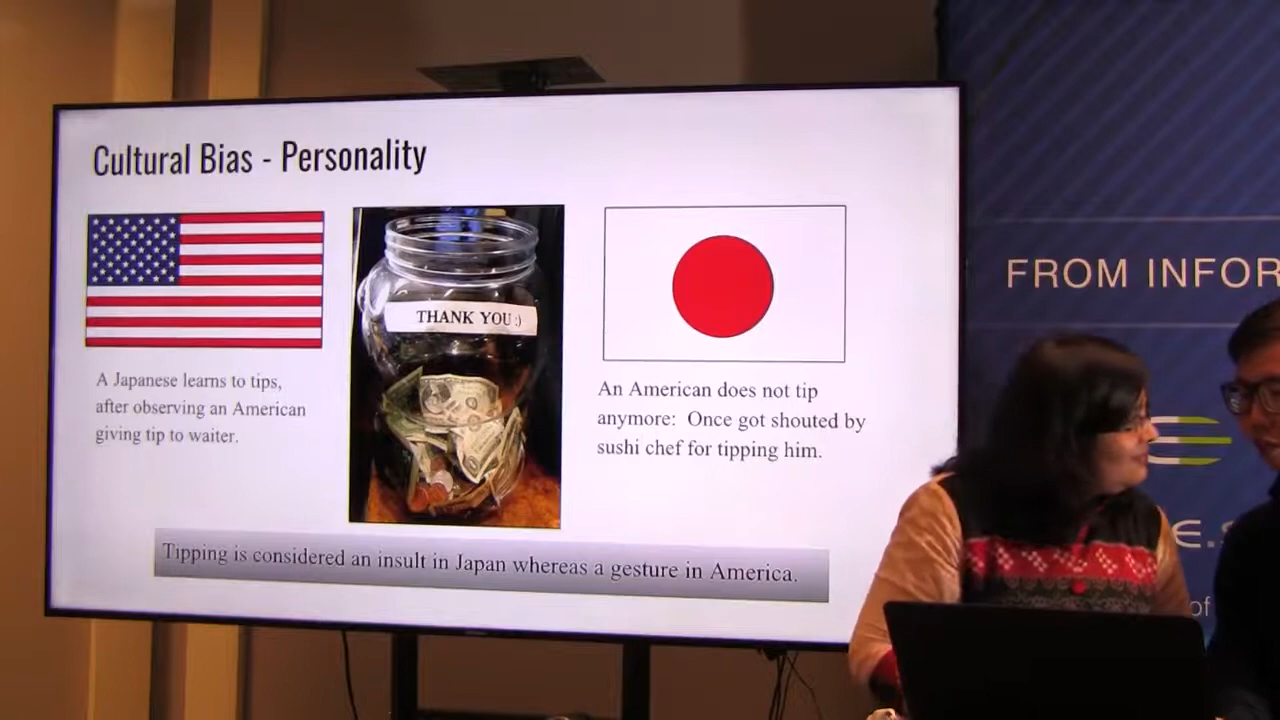 Cultural Bias - Personality
THANK YOU :)
A Japanese learns to tips,
after observing an American
giving tip to waiter.
An American does not tip
anymore: Once got shouted by
sushi chef for tipping him.
Tipping is considered an insult in Japan whereas a gesture in America.
FROM INFOR
E.S
of